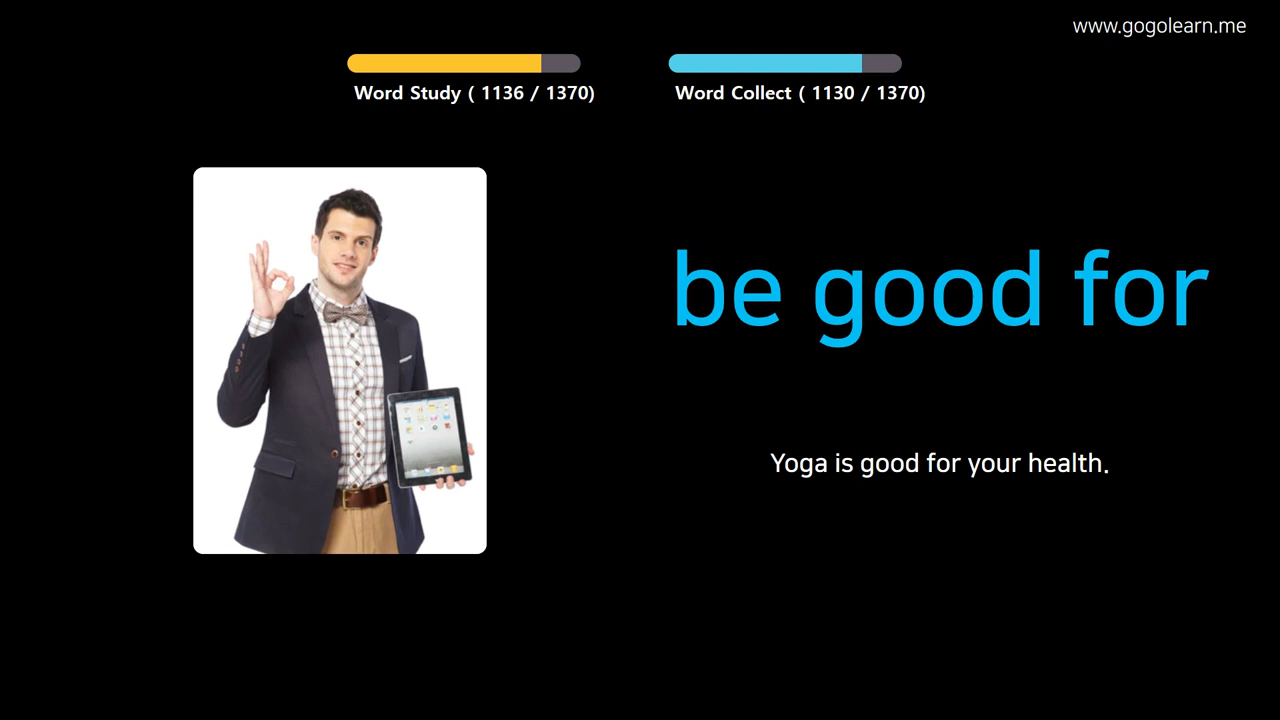 www.gogolearn.me
Word Study ( 1136 / 1370)
Word Collect ( 1130 / 1370)
be good for
Yoga is good for your health.